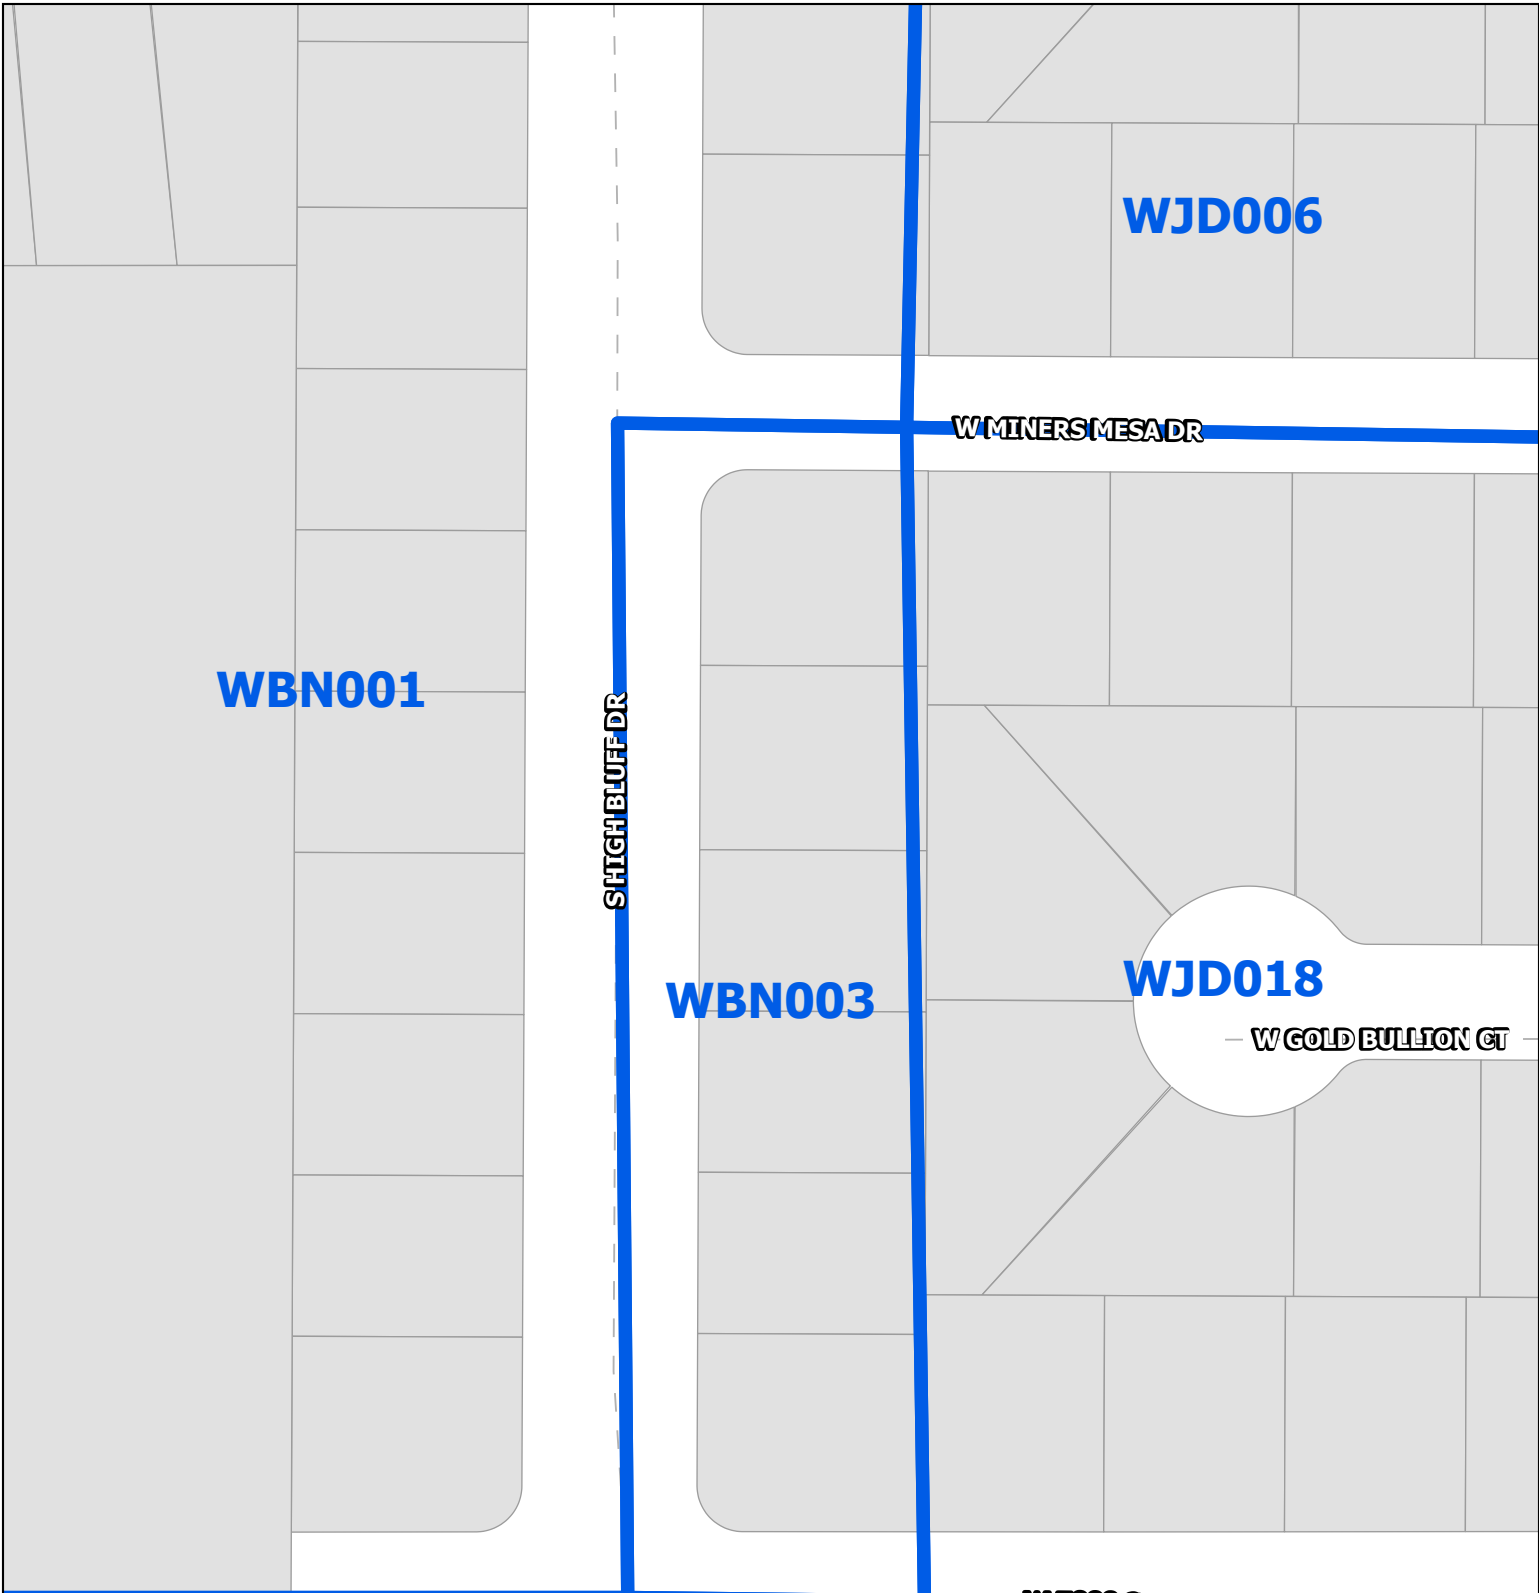 WJD006
W MINERS MESA DR
WBN001
S HIGH BLUFF DR
WJD018
WBN003
W GOLD BULLION CT